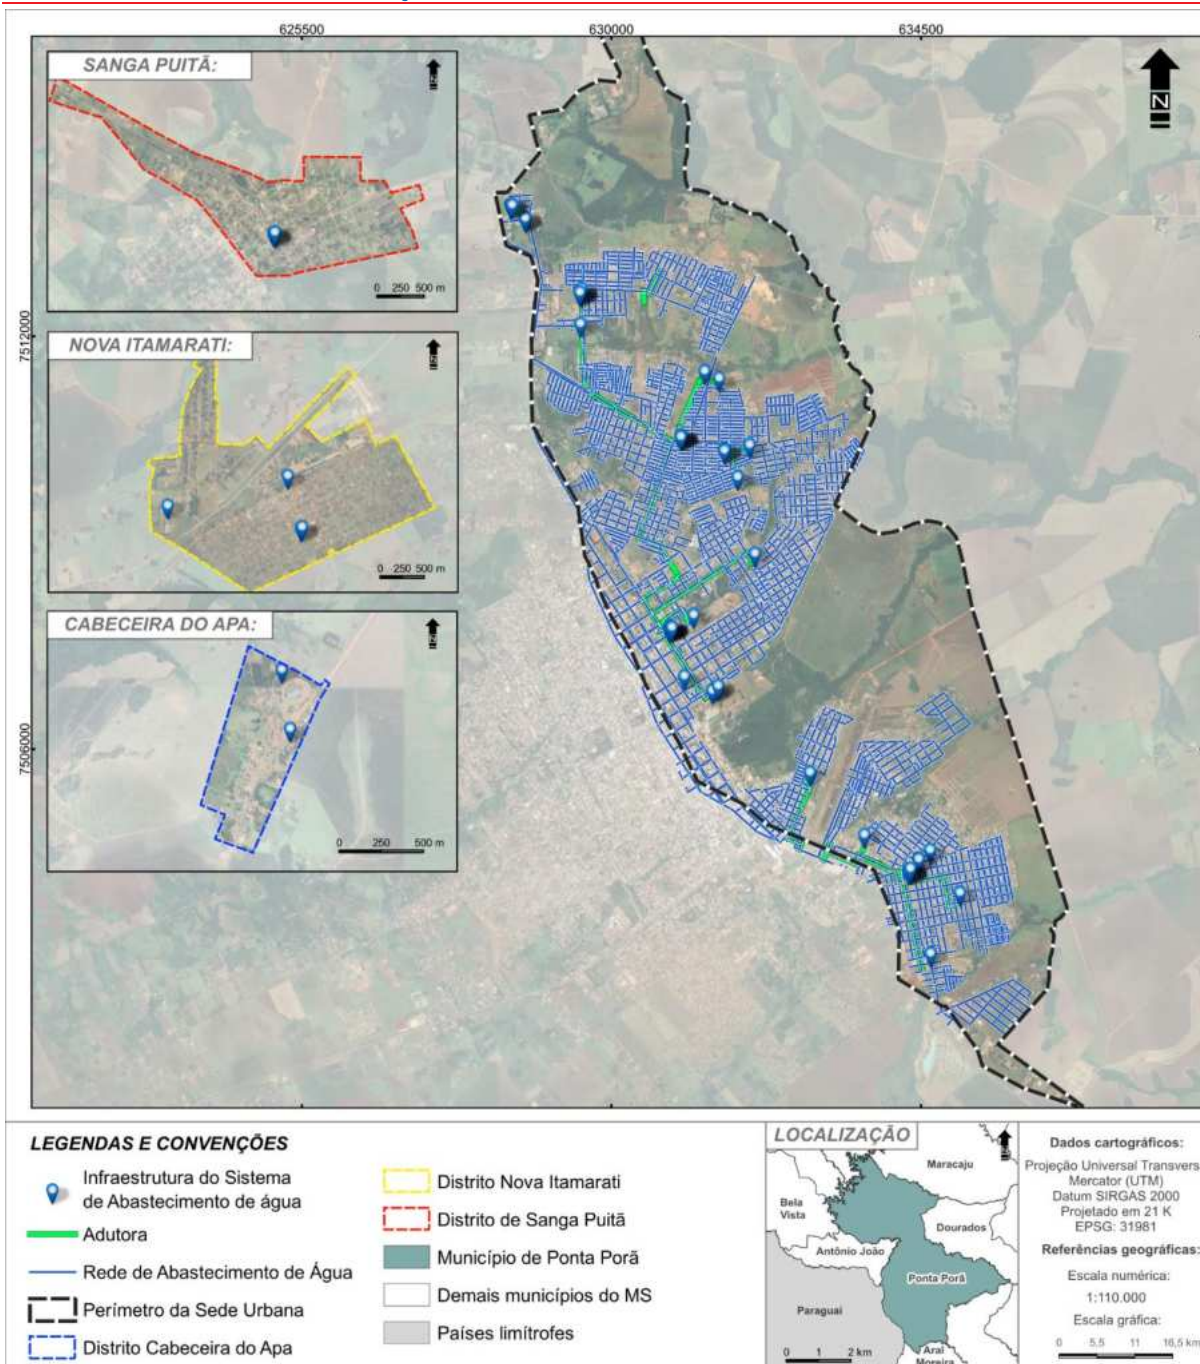 625500
630000
634500
7512000
7506000
SANGA PUITÃ:
N
0 250 500 m
NOVA ITAMARATI:
N
0 250 500 m
CABECEIRA DO APA:
N
0 250 500 m
N
LEGENDAS E CONVENÇÕES
Infraestrutura do Sistema
de Abastecimento de água
Adutora
Rede de Abastecimento de Água
Perímetro da Sede Urbana
Distrito Cabeceira do Apa
Distrito Nova Itamarati
Distrito de Sanga Puitã
Município de Ponta Porã
Demais municípios do MS
Países limítrofes
LOCALIZAÇÃO
N
Maracaju
Bela
Vista
Dourados
Antônio João
Ponta Porã
Paraguai
Aral
Moreira
0 1 2 km
Dados cartográficos:
Projeção Universal Transvers
Mercator (UTM)
Datum SIRGAS 2000
Projetado em 21 K
EPSG: 31981
Referências geográficas:
Escala numérica:
1:110.000
Escala gráfica:
0 5,5 11 16,5 km